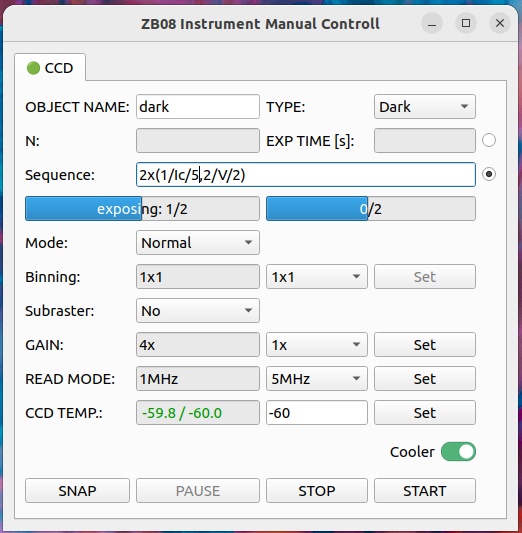 ZB08 Instrument Manual Controll
CCD
OBJECT NAME: dark TYPE: Dark
N: EXP TIME [s]:
Sequence: 2x(1/Ic/5,2/V/2)
exposing: 1/2 0/2
Mode: Normal
Binning: 1x1 1x1 Set
Subraster: No
GAIN: 4x 1x Set
READ MODE: 1MHz 5MHz Set
CCD TEMP.: -59.8 / -60.0 -60 Set
Cooler
SNAP PAUSE STOP START